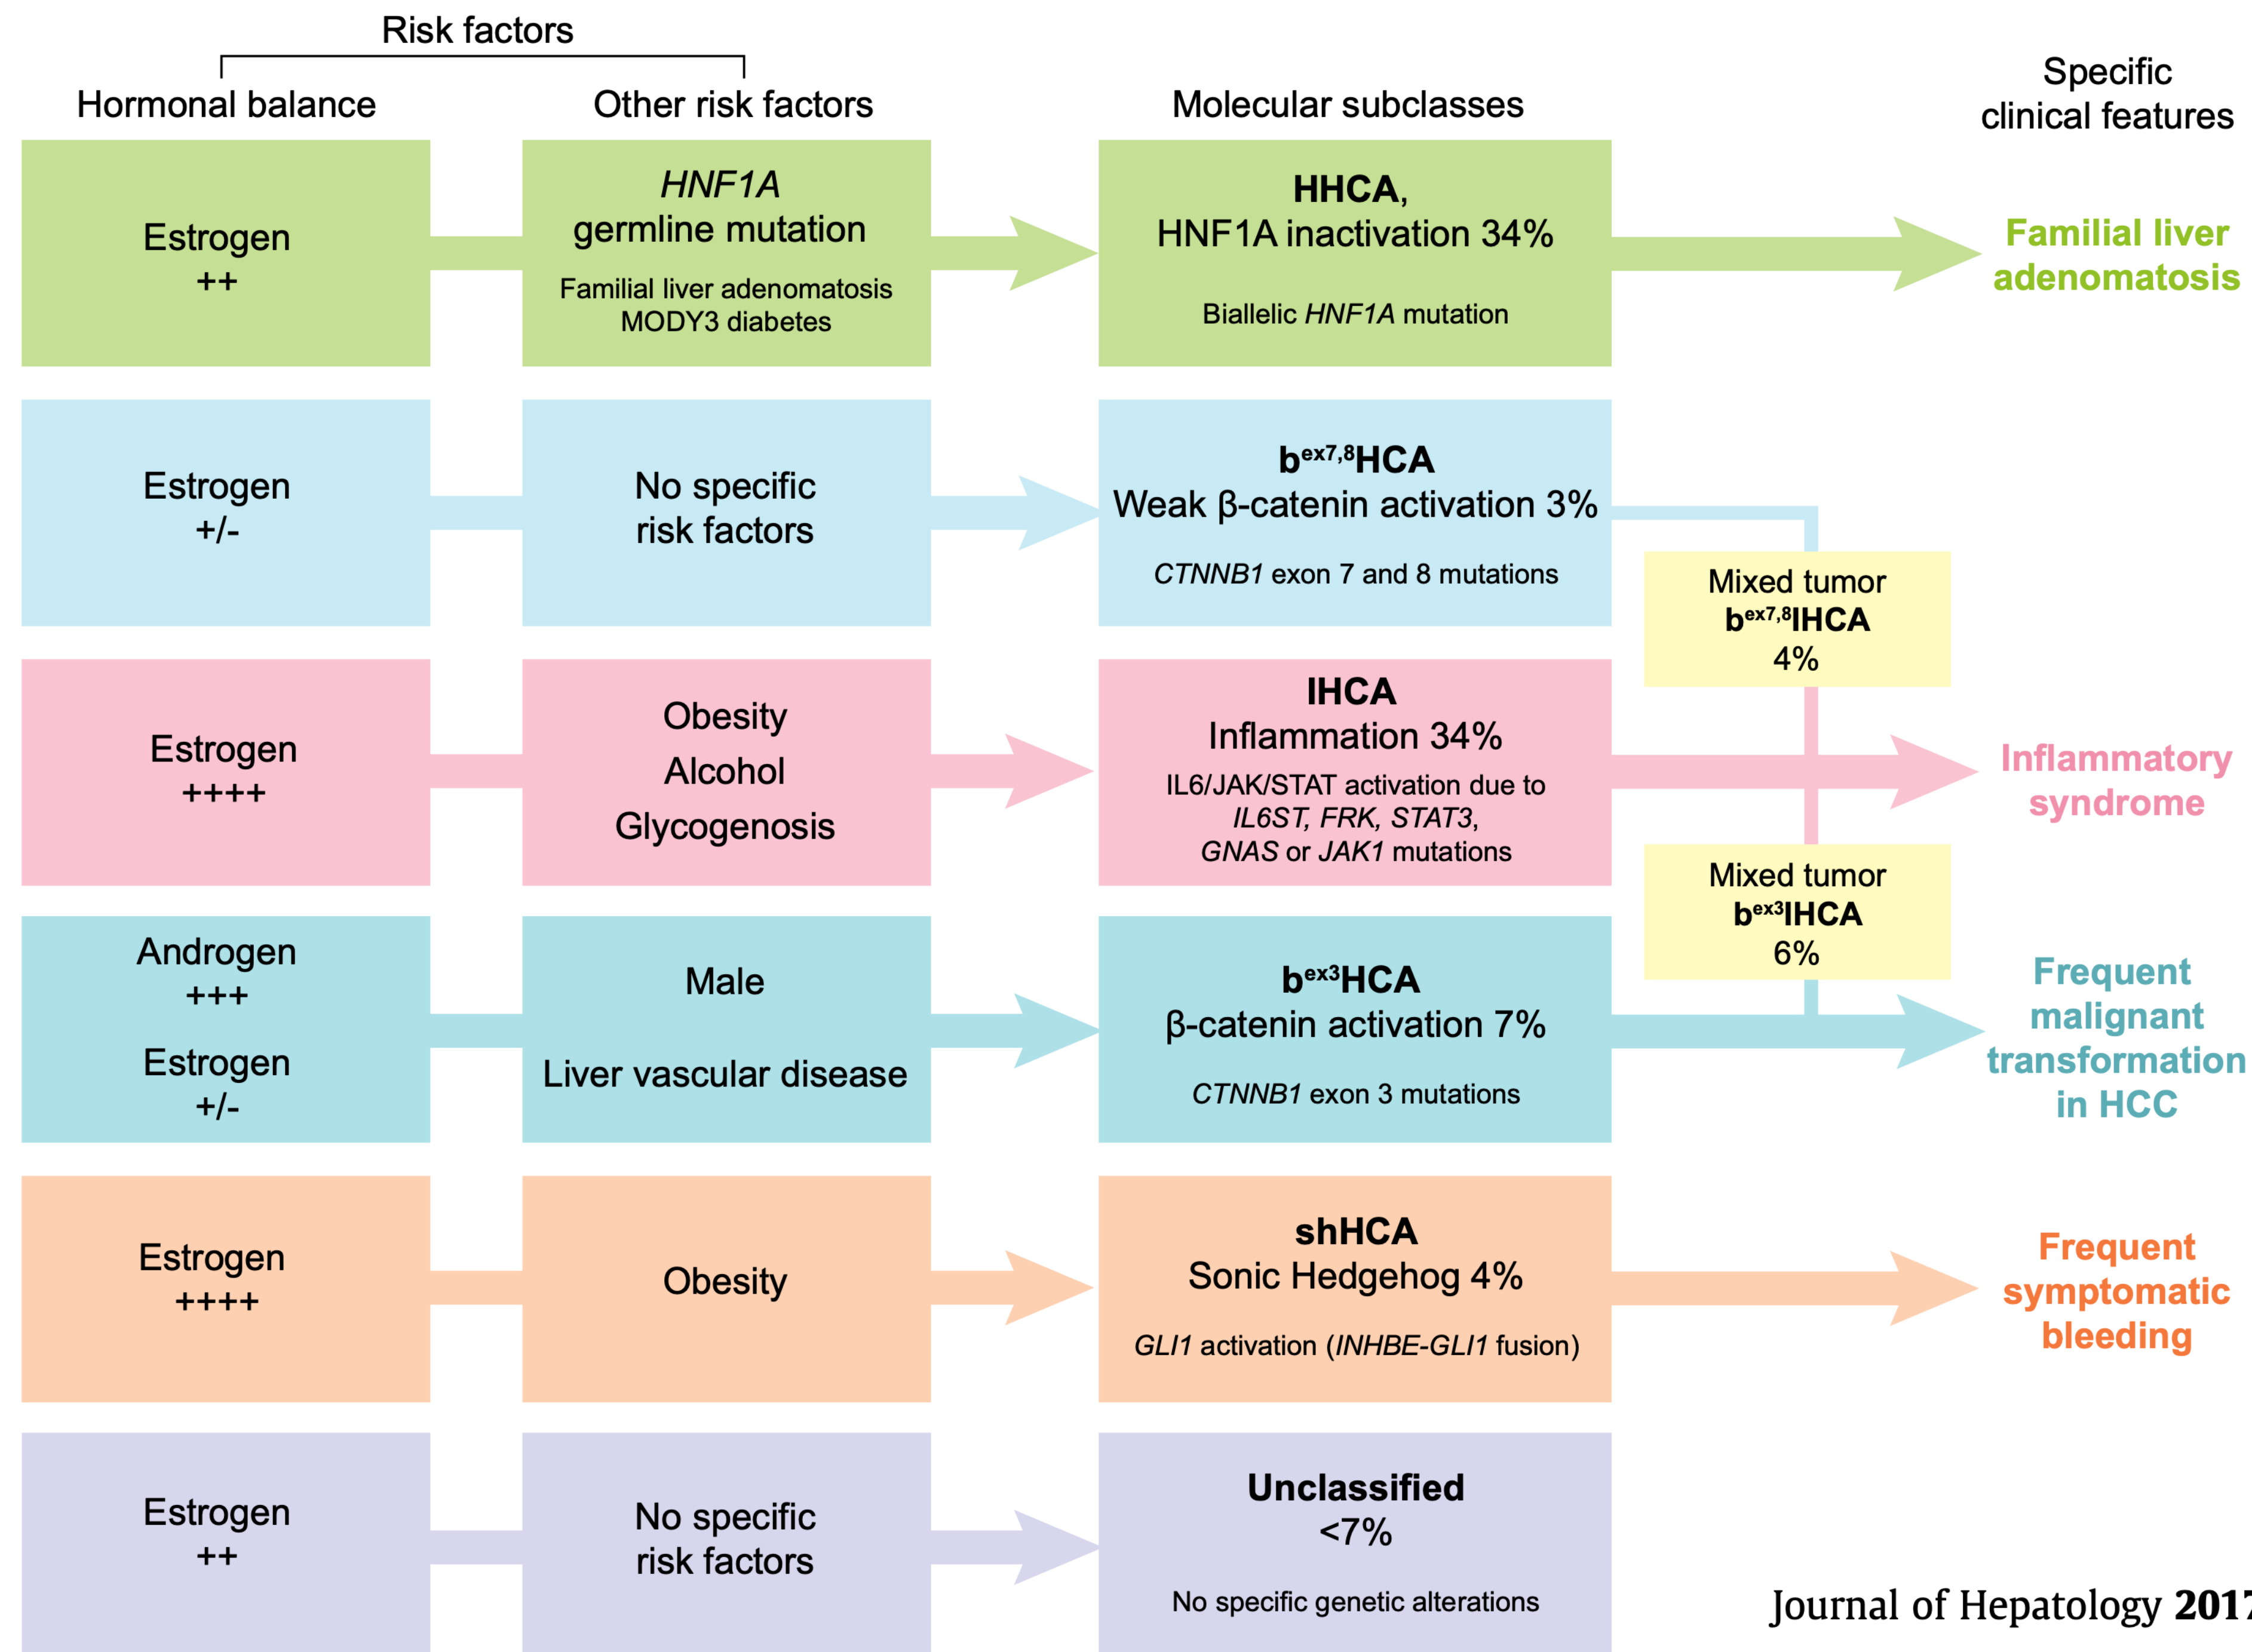 Risk factors
Hormonal balance
Other risk factors
Molecular subclasses
Specific
clinical features
Estrogen
++
HNF1A
germline mutation
Familial liver adenomatosis
MODY3 diabetes
HHCA,
HNF1A inactivation 34%
Biallelic HNF1A mutation
Familial liver
adenomatosis
Estrogen
+/-
No specific
risk factors
bex7,8HCA
Weak β-catenin activation 3%
CTNNB1 exon 7 and 8 mutations
Mixed tumor
bex7,8IHCA
4%
Estrogen
++++
Obesity
Alcohol
Glycogenosis
IHCA
Inflammation 34%
IL6/JAK/STAT activation due to
IL6ST, FRK, STAT3,
GNAS or JAK1 mutations
Inflammatory
syndrome
Mixed tumor
bex3IHCA
6%
Androgen
+++
Estrogen
+/-
Male
Liver vascular disease
bex3HCA
β-catenin activation 7%
CTNNB1 exon 3 mutations
Frequent
malignant
transformation
in HCC
Estrogen
++++
Obesity
shHCA
Sonic Hedgehog 4%
GLI1 activation (INHBE-GLI1 fusion)
Frequent
symptomatic
bleeding
Estrogen
++
No specific
risk factors
Unclassified
<7%
No specific genetic alterations
Journal of Hepatology 2017